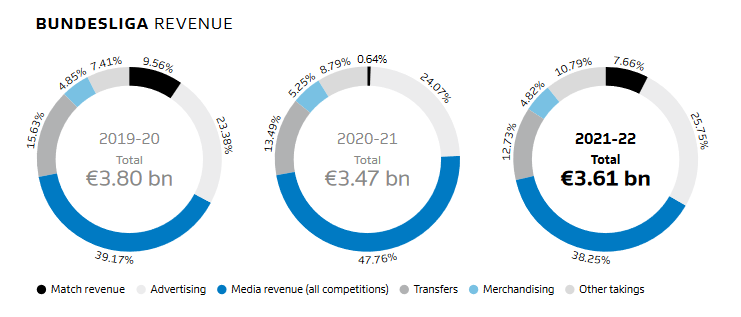 BUNDESLIGA REVENUE
9.56%
23.38%
39.17%
15.63%
4.85%
7.41%
2019-20
Total
€3.80 bn
0.64%
24.07%
47.76%
13.49%
5.25%
8.79%
2020-21
Total
€3.47 bn
7.66%
25.75%
38.25%
12.73%
4.82%
10.79%
2021-22
Total
€3.61 bn
Match revenue Advertising Media revenue (all competitions) Transfers Merchandising Other takings